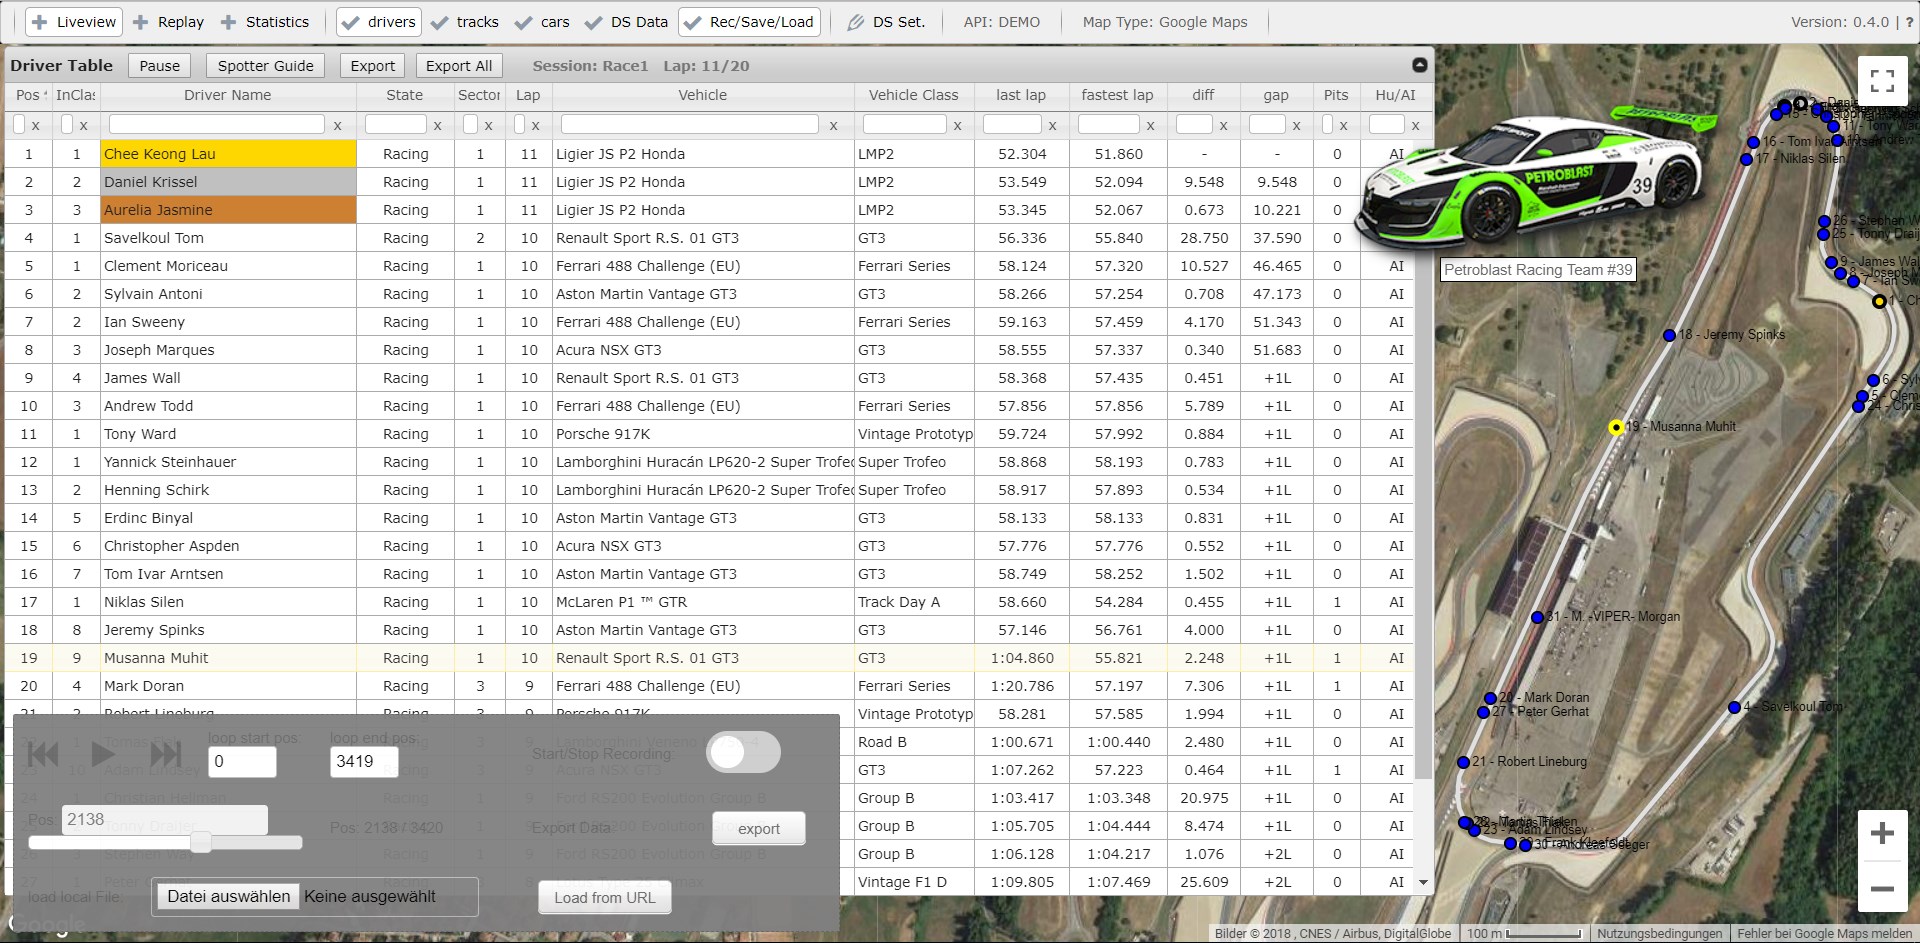 Liveview Replay Statistics drivers tracks cars DS Data Rec/Save/Load DS Set. API: DEMO Map Type: Google Maps Version: 0.4.0 | ?
Driver Table Pause Spotter Guide Export Export All Session: Race1 Lap: 11/20
Pos InClas Driver Name State Sector Lap Vehicle Vehicle Class last lap fastest lap diff gap Pits Hu/AI
x x x x x x x x x x x x x x
1 1 Chee Keong Lau Racing 1 11 Ligier JS P2 Honda LMP2 52.304 51.860 - - 0 AI
2 2 Daniel Krissel Racing 1 11 Ligier JS P2 Honda LMP2 53.549 52.094 9.548 9.548 0
3 3 Aurelia Jasmine Racing 1 11 Ligier JS P2 Honda LMP2 53.345 52.067 0.673 10.221 0
4 1 Savelkoul Tom Racing 2 10 Renault Sport R.S. 01 GT3 GT3 56.336 55.840 28.750 37.590 0
5 1 Clement Moriceau Racing 1 10 Ferrari 488 Challenge (EU) Ferrari Series 58.124 57.320 10.527 46.465 0 AI
6 2 Sylvain Antoni Racing 1 10 Aston Martin Vantage GT3 GT3 58.266 57.254 0.708 47.173 0 AI
7 2 Ian Sweeny Racing 1 10 Ferrari 488 Challenge (EU) Ferrari Series 59.163 57.459 4.170 51.343 0 AI
8 3 Joseph Marques Racing 1 10 Acura NSX GT3 GT3 58.555 57.337 0.340 51.683 0 AI
9 4 James Wall Racing 1 10 Renault Sport R.S. 01 GT3 GT3 58.368 57.435 0.451 +1L 0 AI
10 3 Andrew Todd Racing 1 10 Ferrari 488 Challenge (EU) Ferrari Series 57.856 57.856 5.789 +1L 0 AI
11 1 Tony Ward Racing 1 10 Porsche 917K Vintage Prototyp 59.724 57.992 0.884 +1L 0 AI
12 1 Yannick Steinhauer Racing 1 10 Lamborghini Huracán LP620-2 Super Trofeo Super Trofeo 58.868 58.193 0.783 +1L 0 AI
13 2 Henning Schirk Racing 1 10 Lamborghini Huracán LP620-2 Super Trofeo Super Trofeo 58.917 57.893 0.534 +1L 0 AI
14 5 Erdinc Binyal Racing 1 10 Aston Martin Vantage GT3 GT3 58.133 58.133 0.831 +1L 0 AI
15 6 Christopher Aspden Racing 1 10 Acura NSX GT3 GT3 57.776 57.776 0.552 +1L 0 AI
16 7 Tom Ivar Arntsen Racing 1 10 Aston Martin Vantage GT3 GT3 58.749 58.252 1.502 +1L 0 AI
17 1 Niklas Silen Racing 1 10 McLaren P1 ™ GTR Track Day A 58.660 54.284 0.455 +1L 1 AI
18 8 Jeremy Spinks Racing 1 10 Aston Martin Vantage GT3 GT3 57.146 56.761 4.000 +1L 0 AI
19 9 Musanna Muhit Racing 1 10 Renault Sport R.S. 01 GT3 GT3 1:04.860 55.821 2.248 +1L 1 AI
20 4 Mark Doran Racing 3 9 Ferrari 488 Challenge (EU) Ferrari Series 1:20.786 57.197 7.306 +1L 1 AI
21 2 Robert Lineburg Racing 3 9 Porsche 917K Vintage Prototyp 58.281 57.585 1.994 +1L 0 AI
Road B 1:00.671 1:00.440 2.480 +1L 0 AI
10 Adam Lindsey Racing Acura NSX GT3 GT3 1:07.262 57.223 0.464 +1L 1 AI
24 Christian Hellman Racing Ford RS200 Evolution Group B Group B 1:03.417 1:03.348 20.975 +1L 0 AI
Tonny Draijer Racing Ford RS200 Evolution Group B Group B 1:05.705 1:04.444 8.474 +1L 0 AI
Racing Ford RS200 Evolution Group B Group B 1:06.128 1:04.217 1.076 +2L 0 AI
Vintage F1 D 1:09.805 1:07.469 25.609 +2L 0 AI
loop start pos: loop end pos:
0 3419
Start/Stop Recording:
Pos: 2138
Pos: 2138 / 3420
Export Data: export
load local File: Datei auswählen Keine ausgewählt Load from URL
Google
PETROBLAST
39
Petroblast Racing Team #39
16 - Tom Ivar Arntsen
17 - Niklas Silen
26 - Stephen W
25 - Tonny Draij
9 - James Wal
8 - Joseph M
7 - Ian Sw
1 - Ch
18 - Jeremy Spinks
6 - Syl
5 - Clem
24 - Chris
19 - Musanna Muhit
31 - M. -VIPER- Morgan
20 - Mark Doran
27 - Peter Gerhat
4 - Savelkoul Tom
21 - Robert Lineburg
23 - Adam Lindsey
30 - Andreas Seeger
Bilder © 2018 , CNES / Airbus, DigitalGlobe 100 m Nutzungsbedingungen Fehler bei Google Maps melden